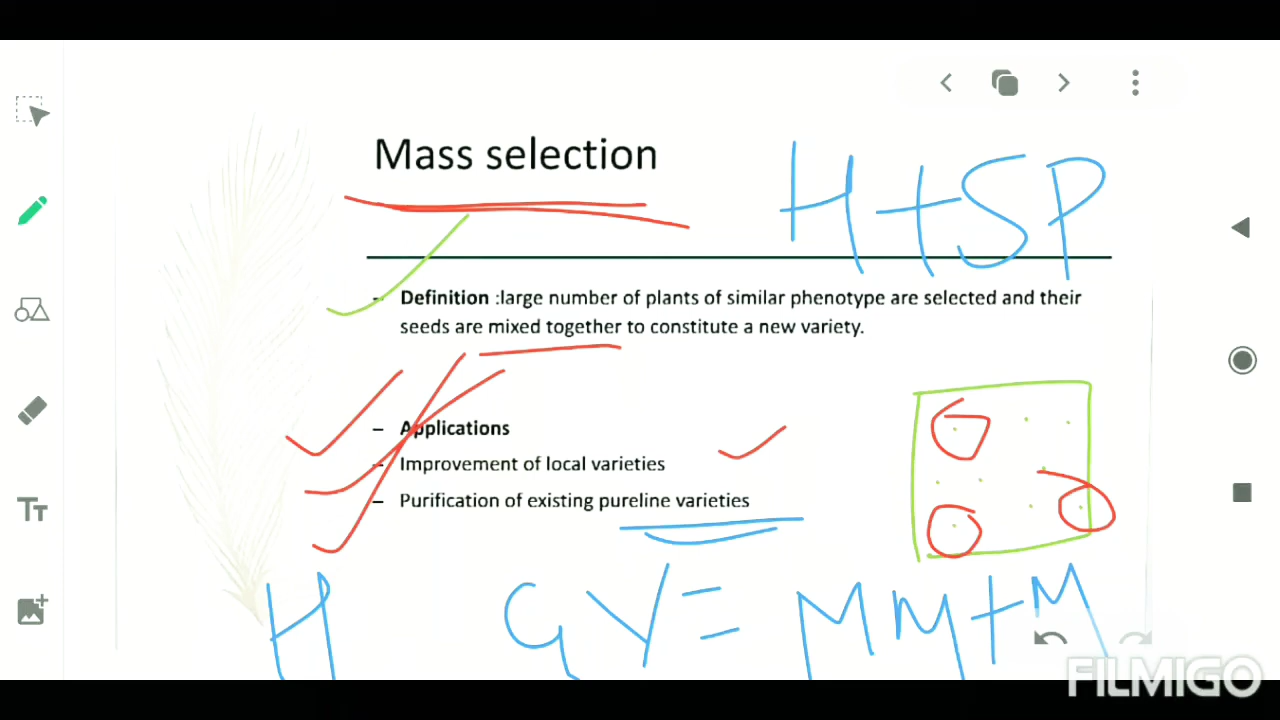 Mass selection
H+SP
– Definition :large number of plants of similar phenotype are selected and their
seeds are mixed together to constitute a new variety.
– Applications
– Improvement of local varieties
– Purification of existing pureline varieties
H GY= MM+M
TT
FILMIGO